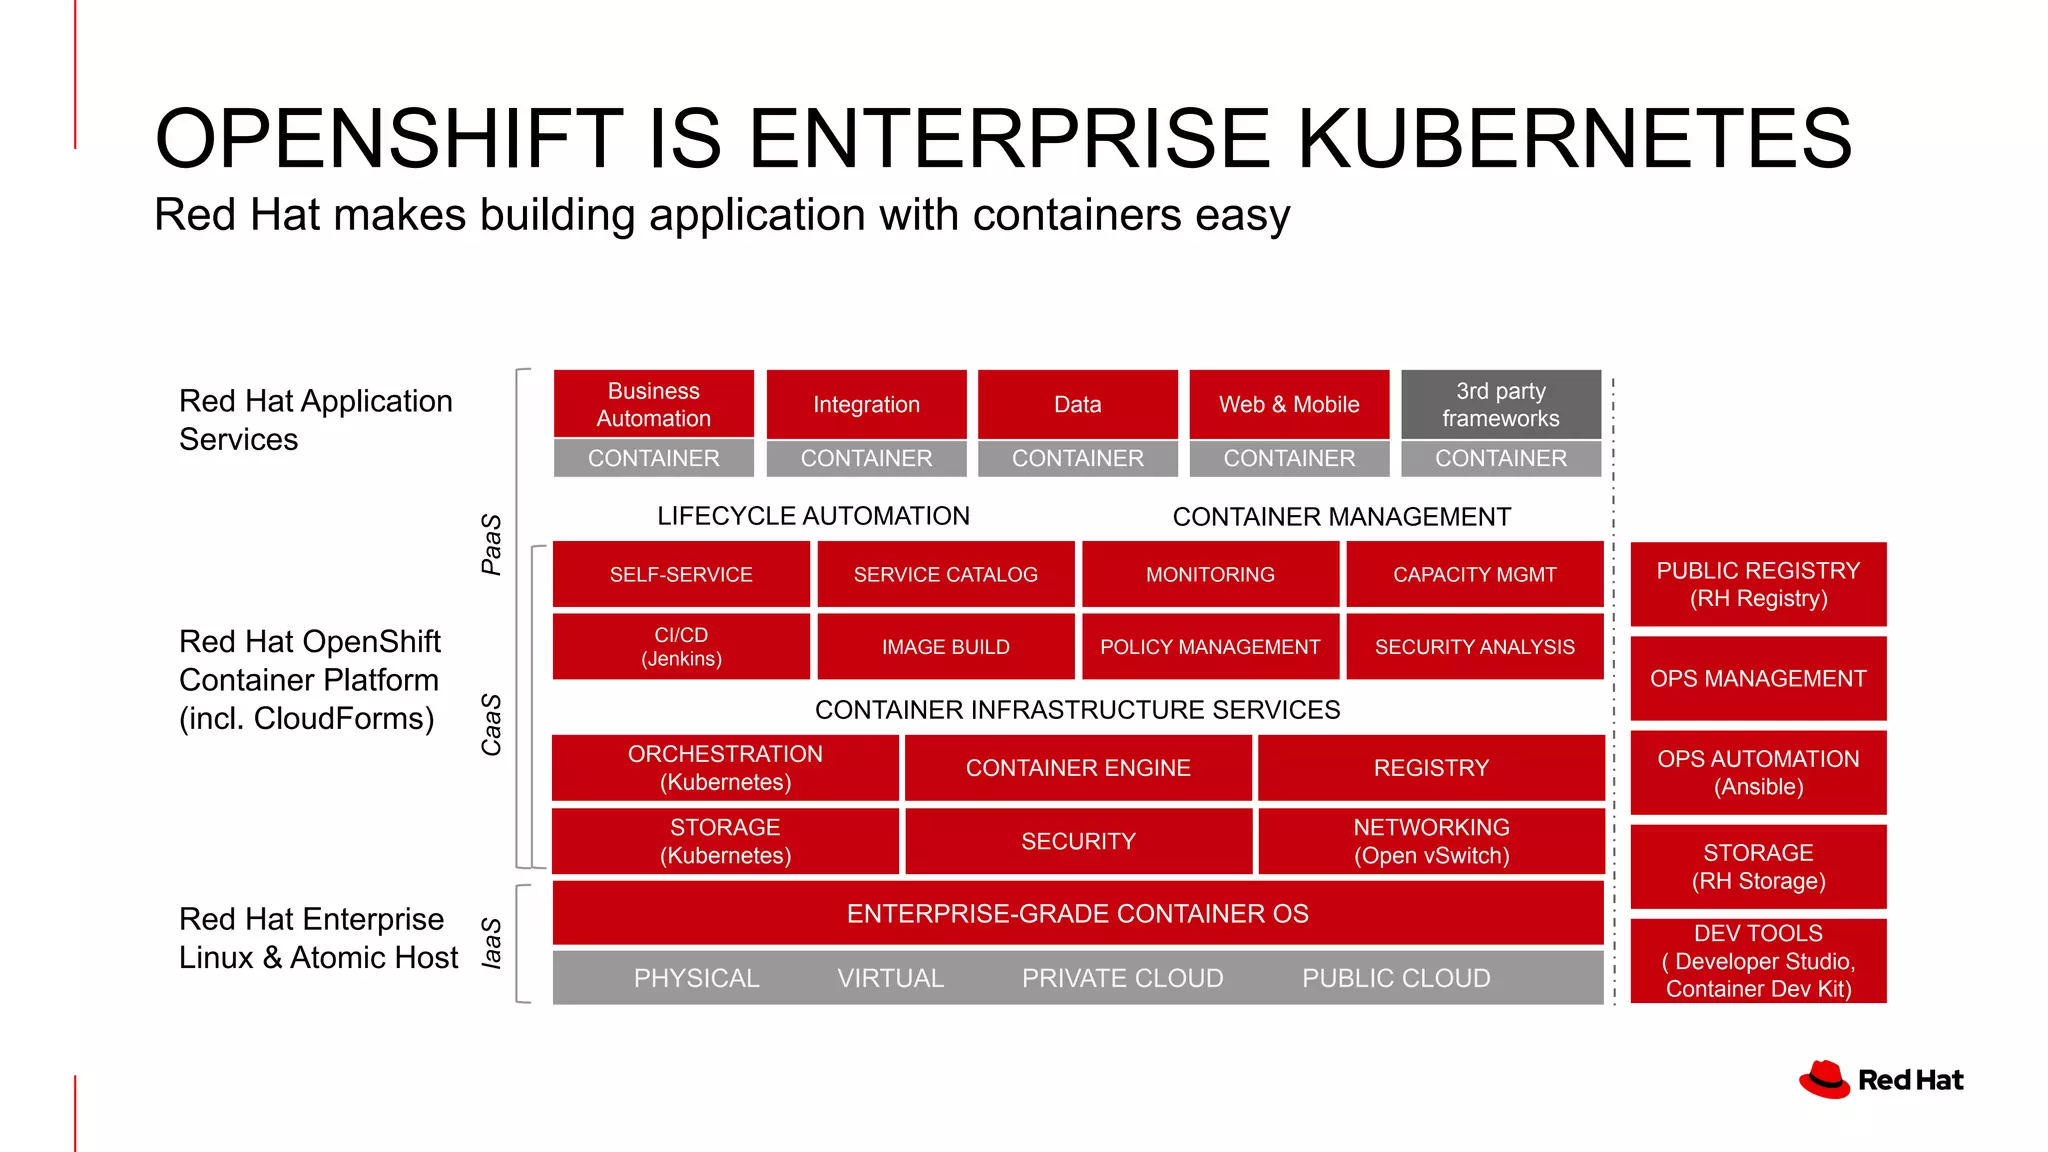 OPENSHIFT IS ENTERPRISE KUBERNETES
Red Hat makes building application with containers easy
Red Hat Application
Services
PaaS
Business
Automation
Integration
Data
Web & Mobile
3rd party
frameworks
CONTAINER
CONTAINER
CONTAINER
CONTAINER
CONTAINER
LIFECYCLE AUTOMATION
CONTAINER MANAGEMENT
Red Hat OpenShift
Container Platform
(incl. CloudForms)
CaaS
SELF-SERVICE
SERVICE CATALOG
MONITORING
CAPACITY MGMT
CI/CD
(Jenkins)
IMAGE BUILD
POLICY MANAGEMENT
SECURITY ANALYSIS
CONTAINER INFRASTRUCTURE SERVICES
ORCHESTRATION
(Kubernetes)
CONTAINER ENGINE
REGISTRY
STORAGE
(Kubernetes)
SECURITY
NETWORKING
(Open vSwitch)
Red Hat Enterprise
Linux & Atomic Host
IaaS
ENTERPRISE-GRADE CONTAINER OS
PHYSICAL VIRTUAL PRIVATE CLOUD PUBLIC CLOUD
PUBLIC REGISTRY
(RH Registry)
OPS MANAGEMENT
OPS AUTOMATION
(Ansible)
STORAGE
(RH Storage)
DEV TOOLS
( Developer Studio,
Container Dev Kit)
Red Hat